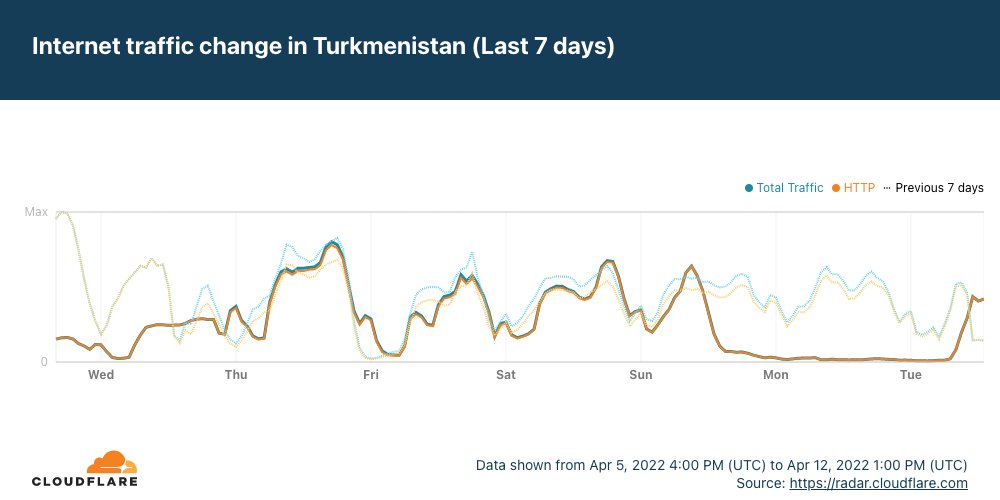 Internet traffic change in Turkmenistan (Last 7 days)
Total Traffic HTTP Previous 7 days
Max
0
Wed Thu Fri Sat Sun Mon Tue
CLOUDFLARE
Data shown from Apr 5, 2022 4:00 PM (UTC) to Apr 12, 2022 1:00 PM (UTC)
Source: https://radar.cloudflare.com